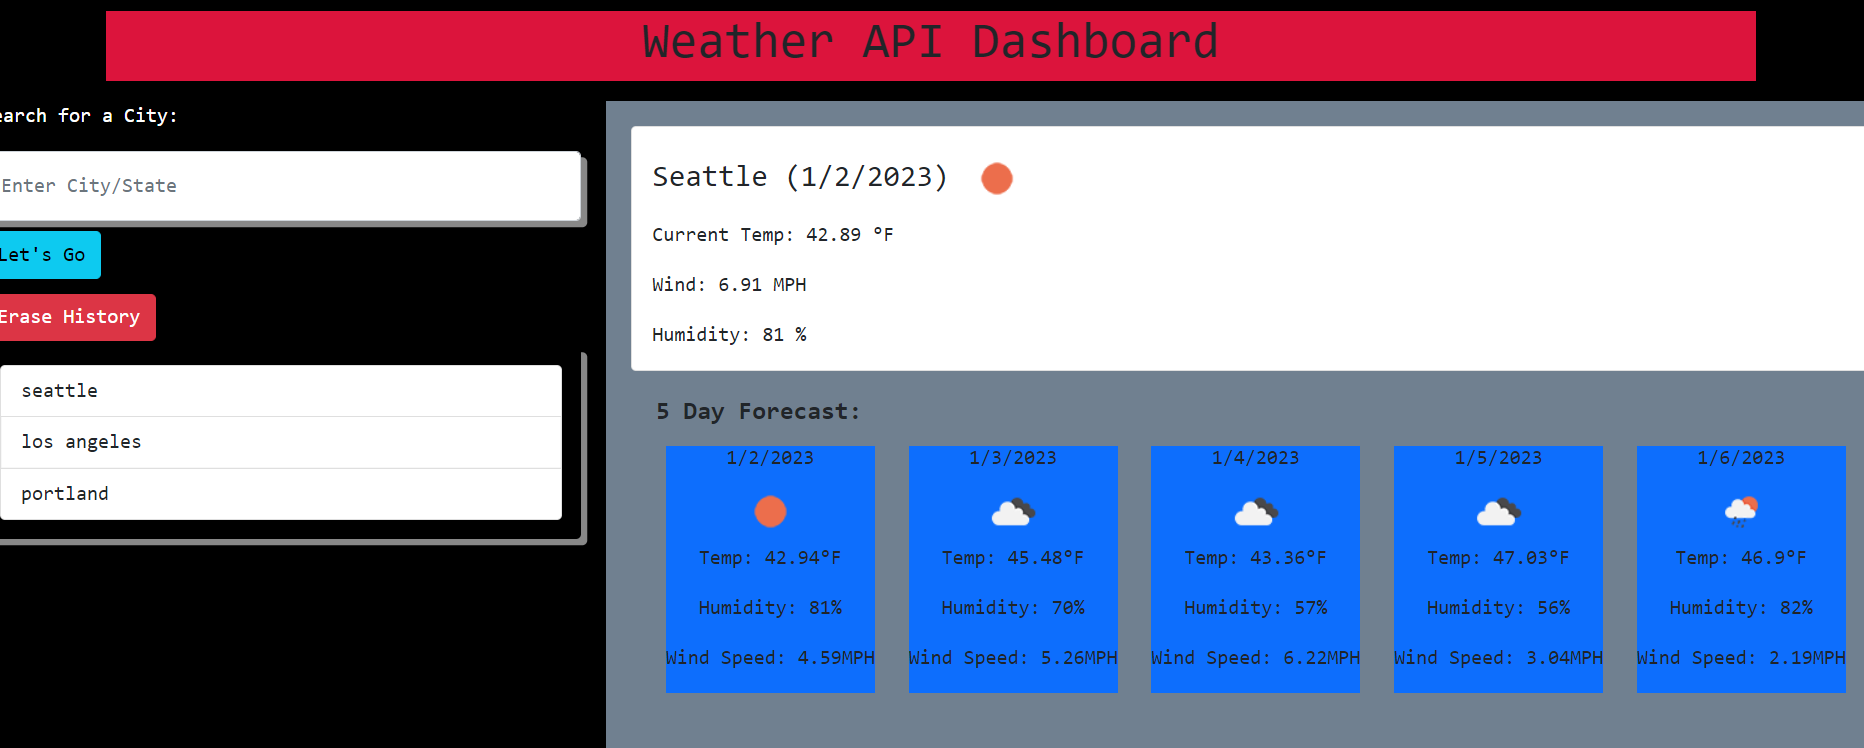 Weather API Dashboard
earch for a City:
Enter City/State
Let's Go
Erase History
seattle
los angeles
portland
Seattle (1/2/2023)
Current Temp: 42.89 °F
Wind: 6.91 MPH
Humidity: 81 %
5 Day Forecast:
1/2/2023
Temp: 42.94°F
Humidity: 81%
Wind Speed: 4.59MPH
1/3/2023
Temp: 45.48°F
Humidity: 70%
Wind Speed: 5.26MPH
1/4/2023
Temp: 43.36°F
Humidity: 57%
Wind Speed: 6.22MPH
1/5/2023
Temp: 47.03°F
Humidity: 56%
Wind Speed: 3.04MPH
1/6/2023
Temp: 46.9°F
Humidity: 82%
Wind Speed: 2.19MPH